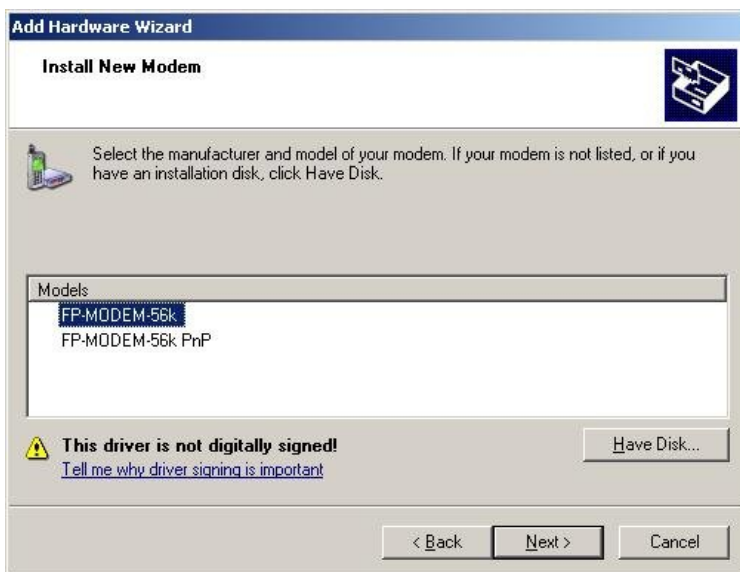 Add Hardware Wizard
Install New Modem
Select the manufacturer and model of your modem. If your modem is not listed, or if you
have an installation disk, click Have Disk.
Models
FP-MODEM-56k
FP-MODEM-56k PnP
This driver is not digitally signed!
Have Disk...
Tell me why driver signing is important
< Back
Next >
Cancel